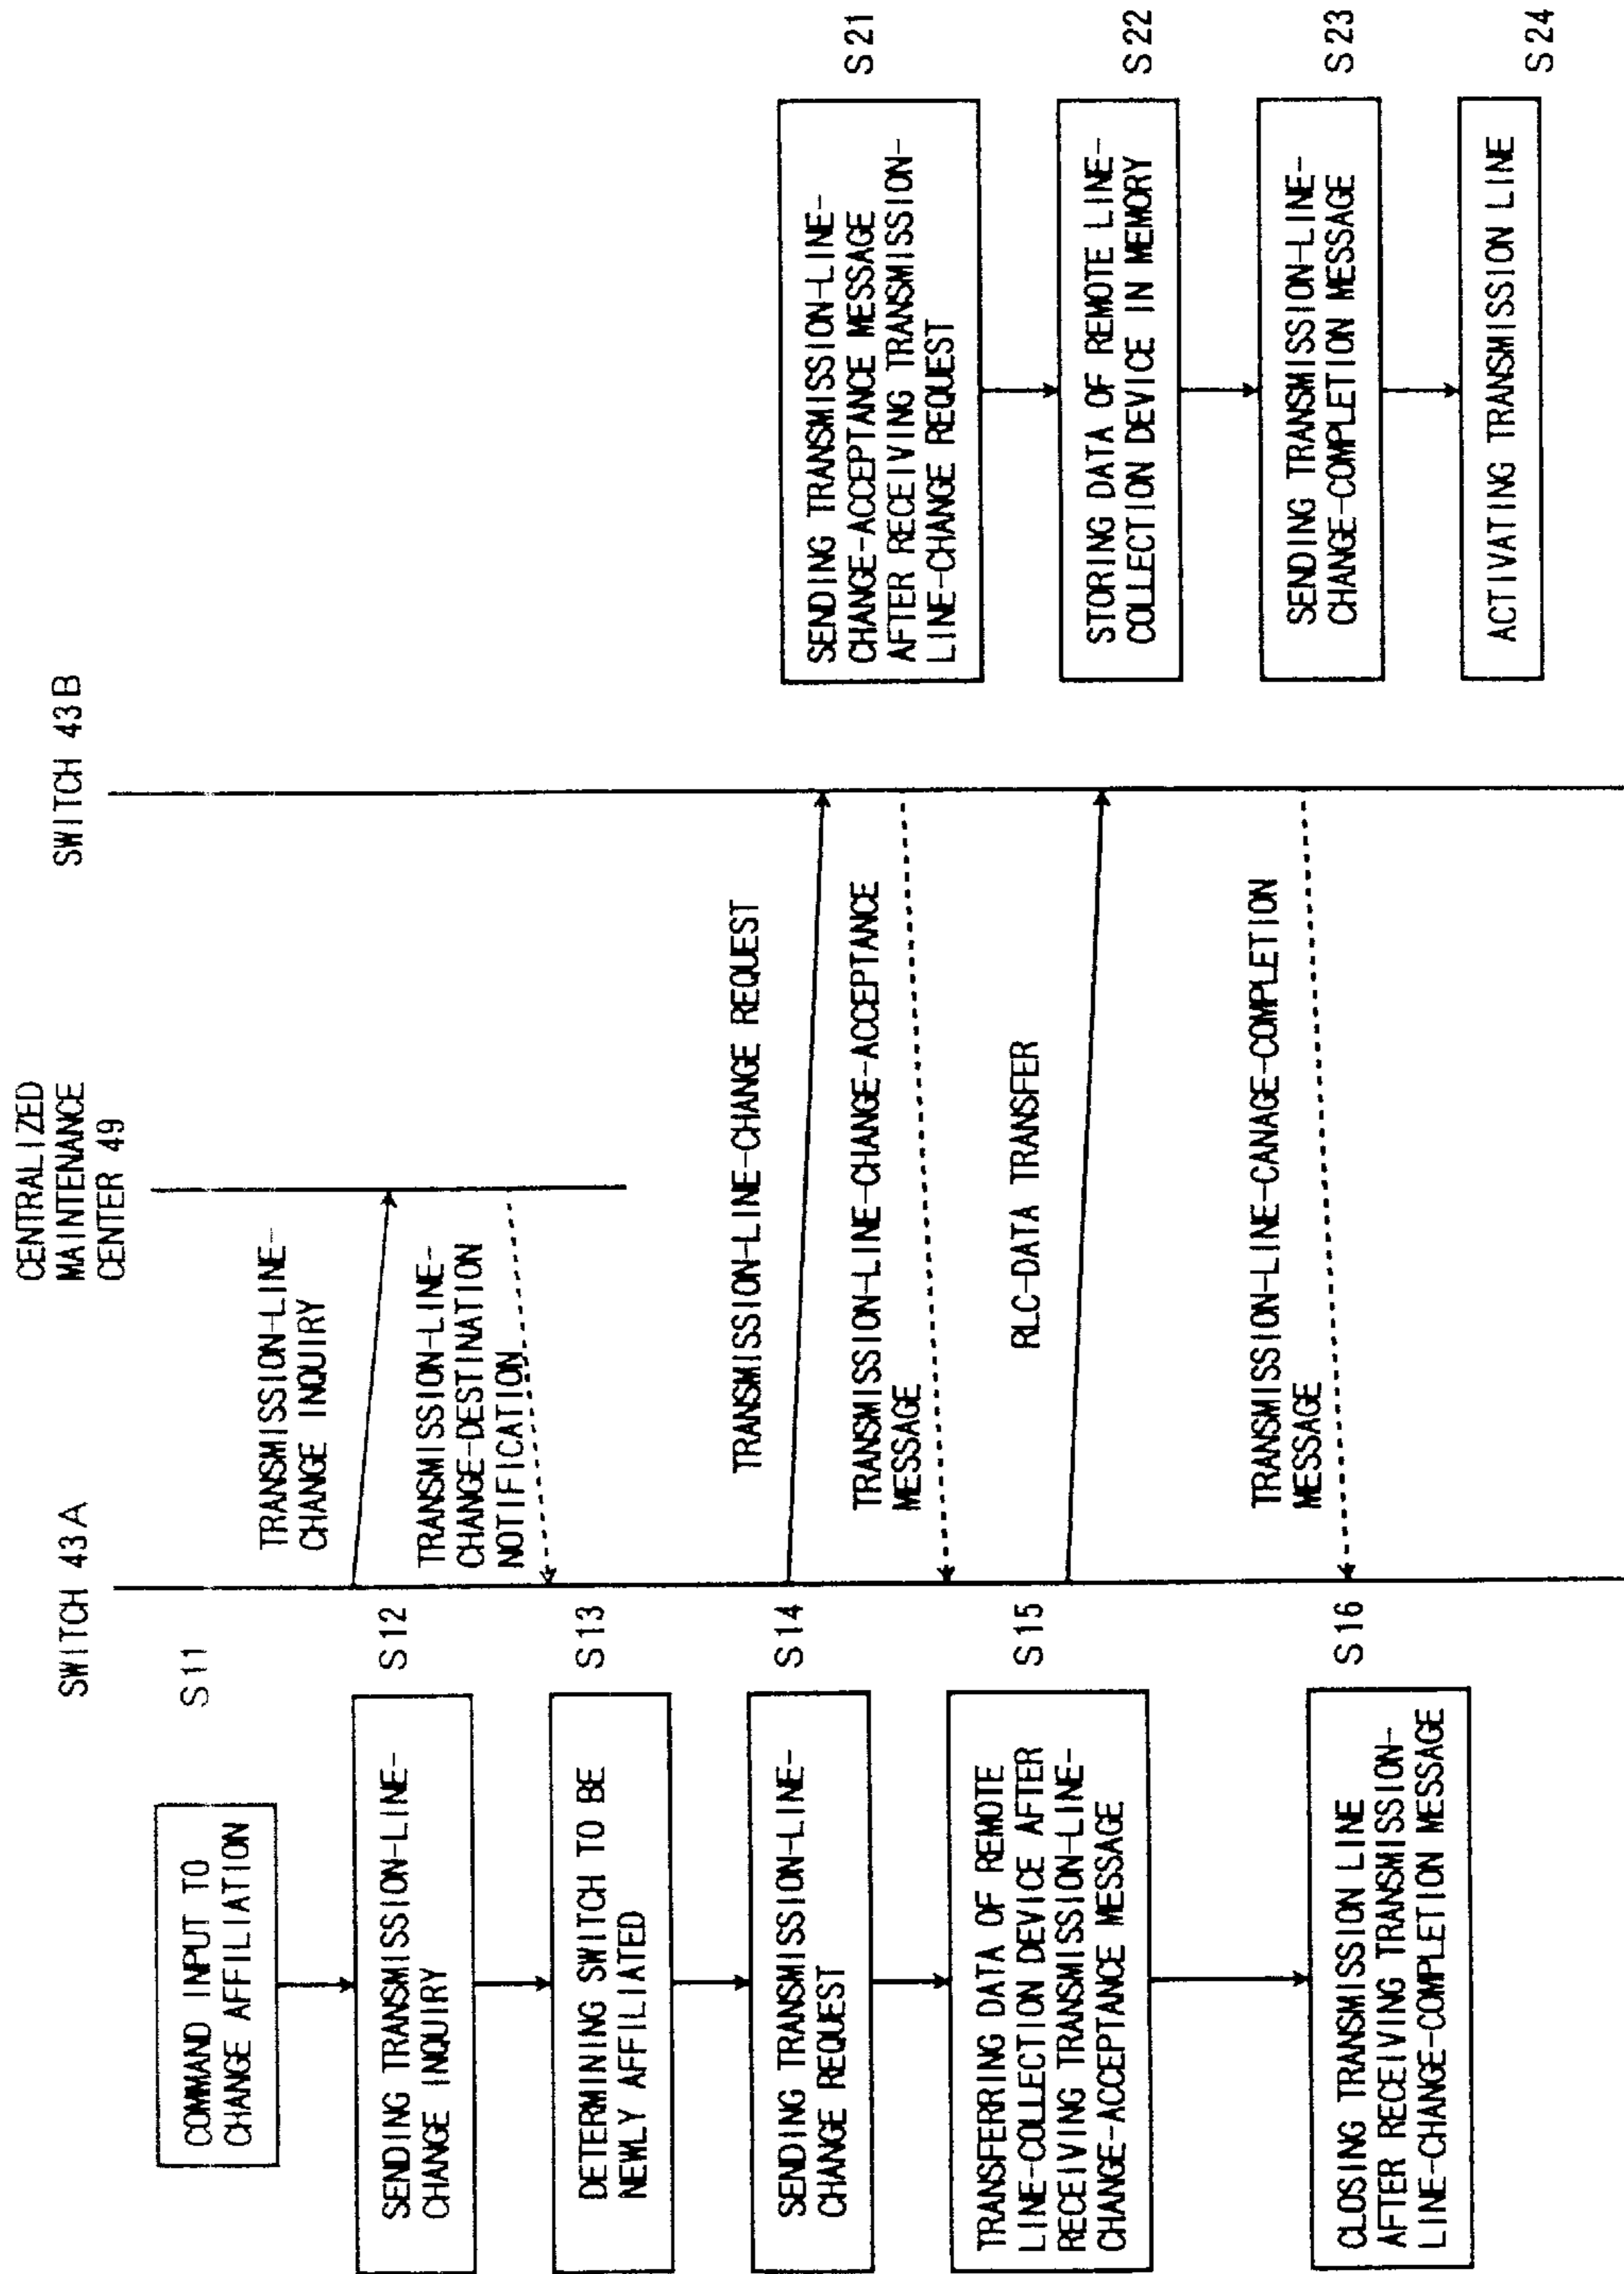 SWITCH 43A
CENTRALIZED
MAINTENANCE
CENTER 49
SWITCH 43B
COMMAND INPUT TO
CHANGE AFFILIATION
S11
SENDING TRANSMISSION-LINE-
CHANGE INQUIRY
S12
TRANSMISSION-LINE-
CHANGE INQUIRY
TRANSMISSION-LINE-
CHANGE-DESTINATION
NOTIFICATION
DETERMINING SWITCH TO BE
NEWLY AFFILIATED
S13
SENDING TRANSMISSION-LINE-
CHANGE REQUEST
S14
TRANSMISSION-LINE-CHANGE REQUEST
TRANSMISSION-LINE-CHANGE-ACCEPTANCE
MESSAGE
SENDING TRANSMISSION-LINE-
CHANGE-ACCEPTANCE MESSAGE
AFTER RECEIVING TRANSMISSION-
LINE-CHANGE REQUEST
S21
TRANSFERRING DATA OF REMOTE
LINE-COLLECTION DEVICE AFTER
RECEIVING TRANSMISSION-LINE-
CHANGE-ACCEPTANCE MESSAGE
S15
RLC-DATA TRANSFER
STORING DATA OF REMOTE LINE-
COLLECTION DEVICE IN MEMORY
S22
TRANSMISSION-LINE-CANAGE-COMPLETION
MESSAGE
SENDING TRANSMISSION-LINE-
CHANGE-COMPLETION MESSAGE
S23
CLOSING TRANSMISSION LINE
AFTER RECEIVING TRANSMISSION-
LINE-CHANGE-COMPLETION MESSAGE
S16
ACTIVATING TRANSMISSION LINE
S24